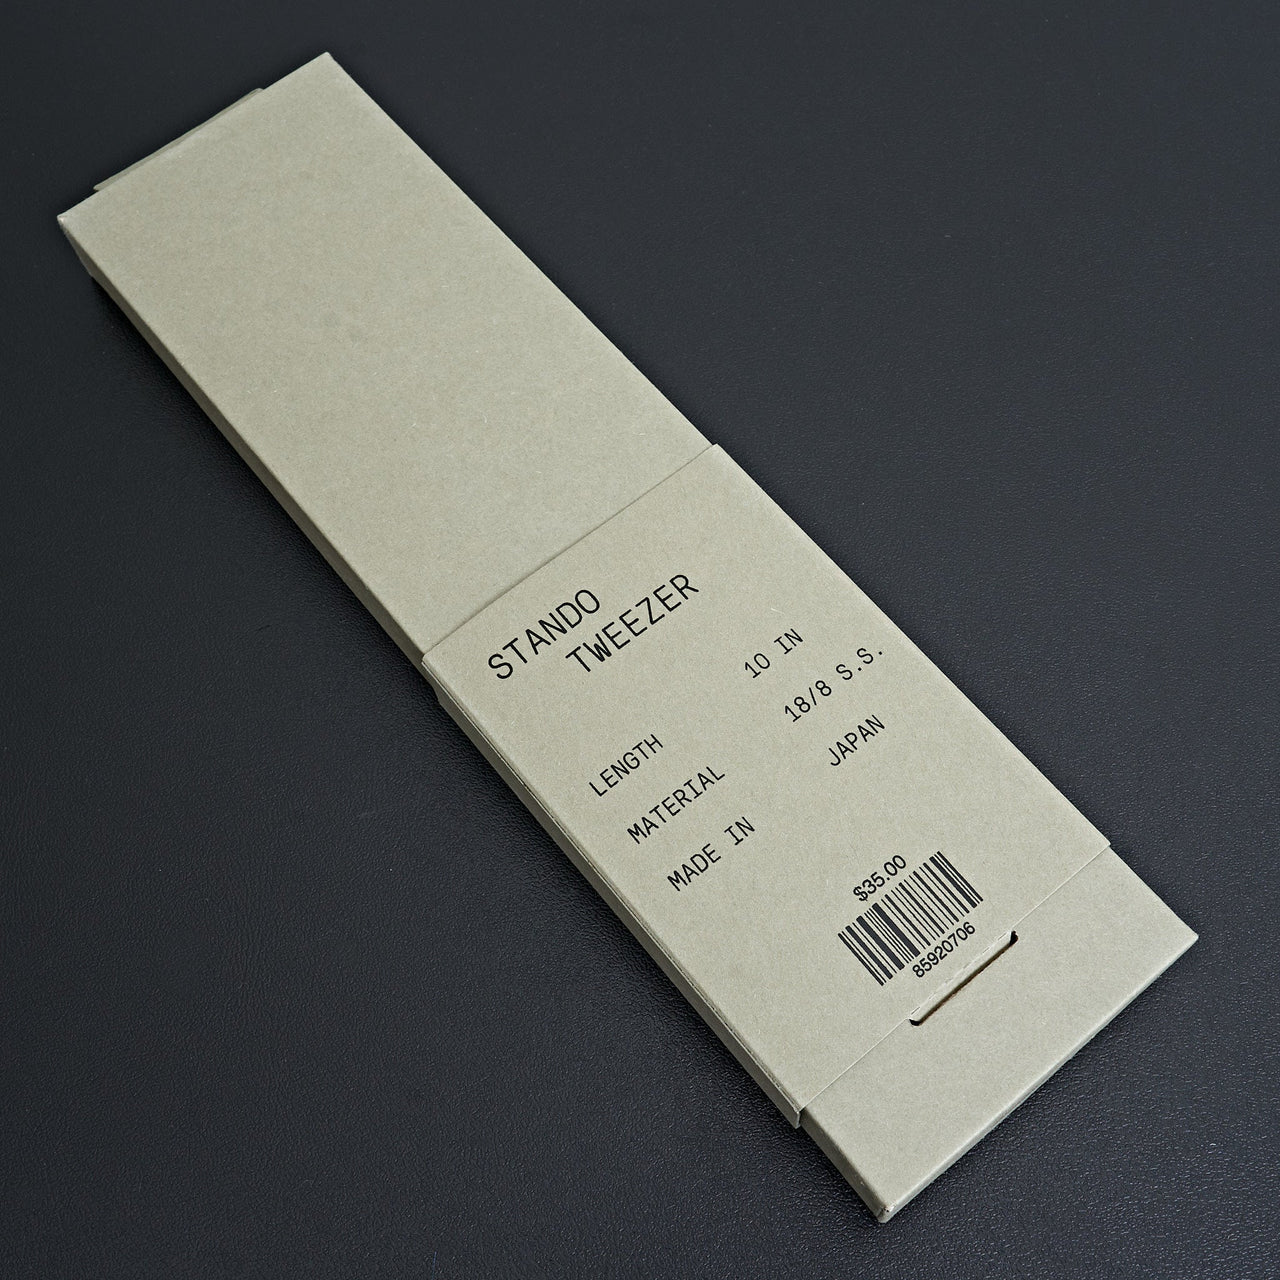 STANDO
TWEEZER
LENGTH 10 IN
MATERIAL 18/8 S.S.
MADE IN JAPAN
$35.00
85920706